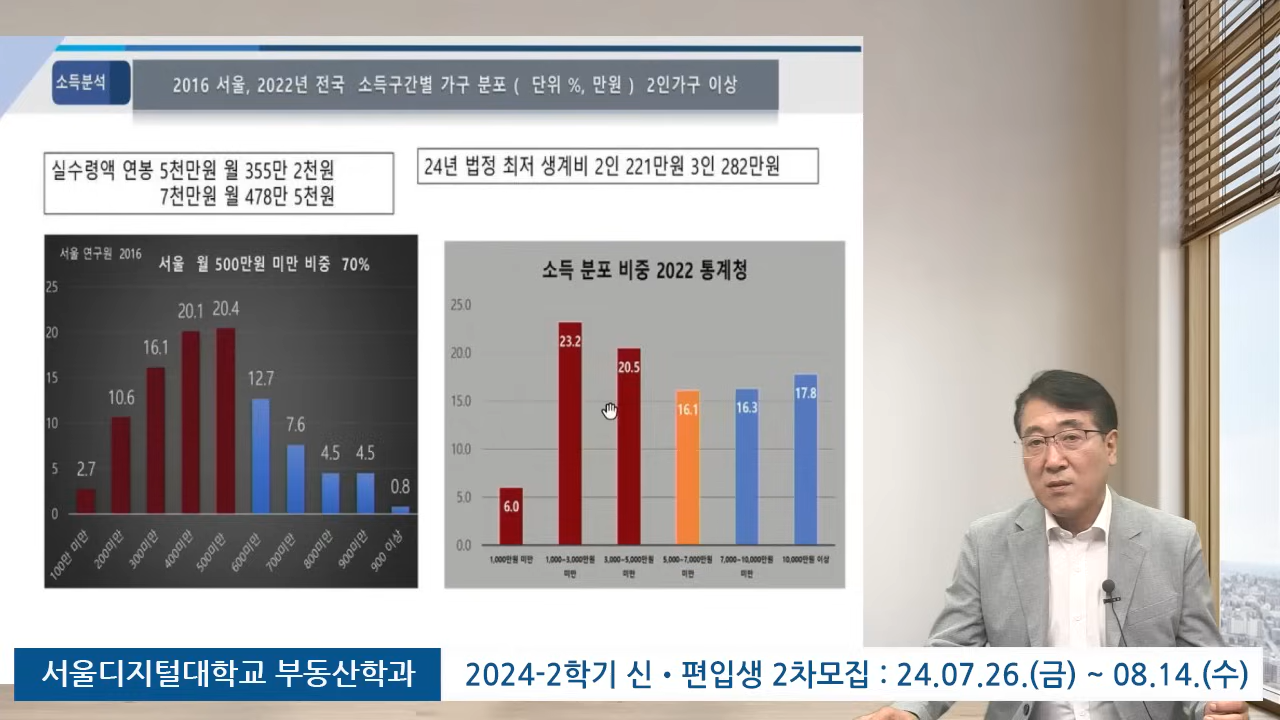 소득분석
2016 서울, 2022년 전국 소득구간별 가구 분포 ( 단위 %, 만원 ) 2인가구 이상
실수령액 연봉 5천만원 월 355만 2천원
7천만원 월 478만 5천원
24년 법정 최저 생계비 2인 221만원 3인 282만원
서울 연구원 2016
서울 월 500만원 미만 비중 70%
25
20
15
10
5
0
2.7
10.6
16.1
20.1
20.4
12.7
7.6
4.5
4.5
0.8
100만 미만
200미만
300미만
400미만
500미만
600미만
700미만
800미만
900미만
900 이상
소득 분포 비중 2022 통계청
25.0
20.0
15.0
10.0
5.0
0.0
6.0
23.2
20.5
16.1
16.3
17.8
1,000만원 미만
1,000~3,000만원
미만
3,000~5,000만원
미만
5,000~7,000만원
미만
7,000~10,000만원
미만
10,000만원 이상
서울디지털대학교 부동산학과
2024-2학기 신・편입생 2차모집 : 24.07.26.(금) ~ 08.14.(수)